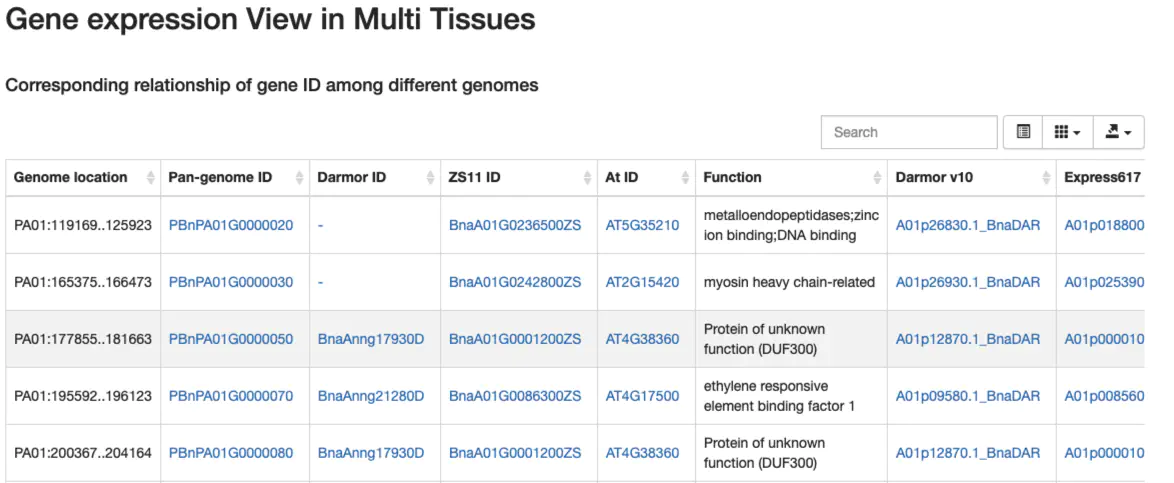 Gene expression View in Multi Tissues
Corresponding relationship of gene ID among different genomes
Search
Genome location Pan-genome ID Darmor ID ZS11 ID At ID Function Darmor v10 Express617
PA01:119169..125923 PBnPA01G0000020 - BnaA01G0236500ZS AT5G35210 metalloendopeptidases;zinc ion binding;DNA binding A01p26830.1_BnaDAR A01p018800
PA01:165375..166473 PBnPA01G0000030 - BnaA01G0242800ZS AT2G15420 myosin heavy chain-related A01p26930.1_BnaDAR A01p025390
PA01:177855..181663 PBnPA01G0000050 BnaAnng17930D BnaA01G0001200ZS AT4G38360 Protein of unknown function (DUF300) A01p12870.1_BnaDAR A01p000010
PA01:195592..196123 PBnPA01G0000070 BnaAnng21280D BnaA01G0086300ZS AT4G17500 ethylene responsive element binding factor 1 A01p09580.1_BnaDAR A01p008560
PA01:200367..204164 PBnPA01G0000080 BnaAnng17930D BnaA01G0001200ZS AT4G38360 Protein of unknown function (DUF300) A01p12870.1_BnaDAR A01p000010